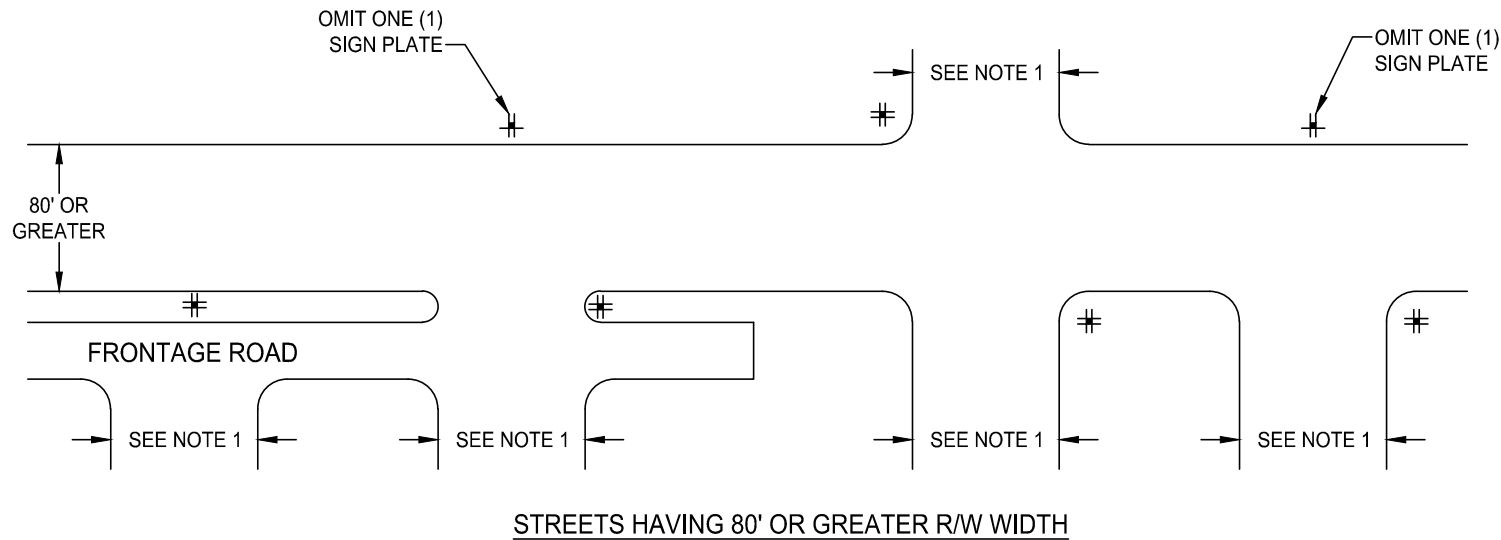 OMIT ONE (1)
SIGN PLATE
SEE NOTE 1
OMIT ONE (1)
SIGN PLATE
80' OR
GREATER
FRONTAGE ROAD
SEE NOTE 1
SEE NOTE 1
SEE NOTE 1
SEE NOTE 1
STREETS HAVING 80' OR GREATER R/W WIDTH